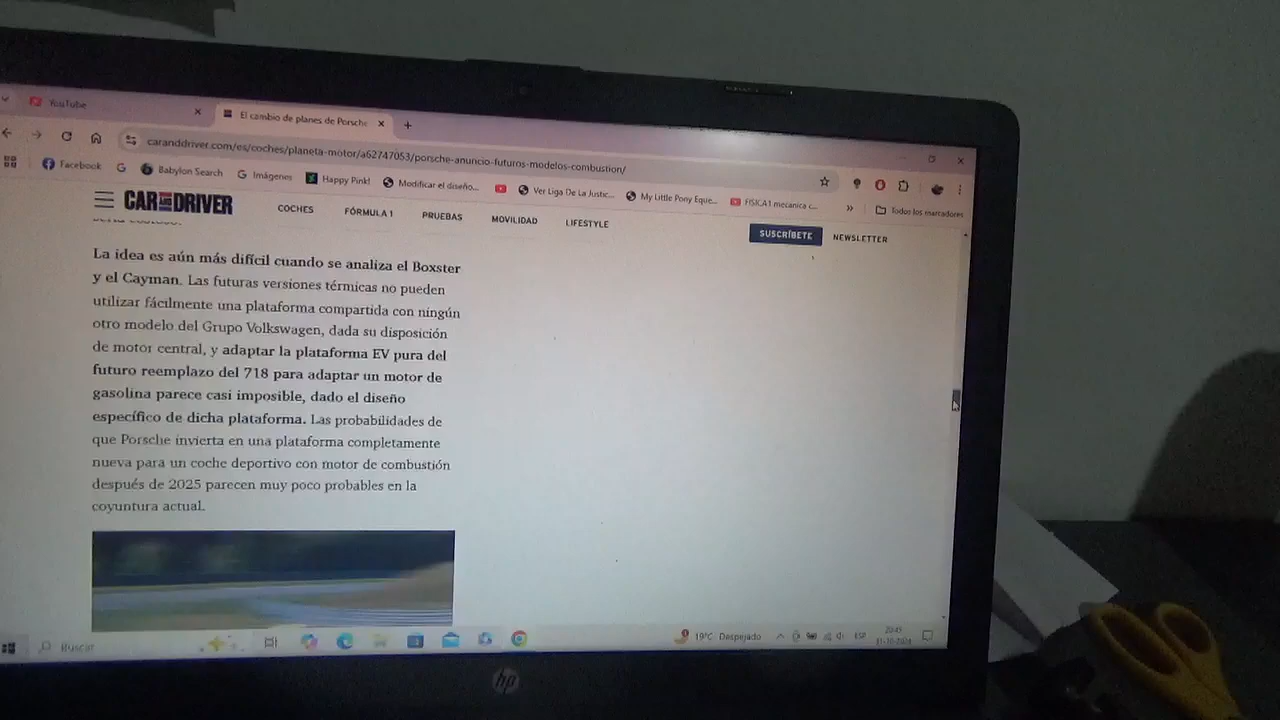 YouTube
El cambio de planes de Porsche
caranddriver.com/es/coches/planeta-motor/a62747053/porsche-anuncio-futuros-modelos-combustion/
Facebook
Babylon Search
Imágenes
Happy Pink!
Modificar el diseño...
Ver Liga De La Justic...
My Little Pony Eque...
FISICA1 mecanica c...
Todos los marcadores
CAR AND DRIVER
COCHES
FÓRMULA 1
PRUEBAS
MOVILIDAD
LIFESTYLE
SUSCRÍBETE
NEWSLETTER
La idea es aún más difícil cuando se analiza el Boxster
y el Cayman. Las futuras versiones térmicas no pueden
utilizar fácilmente una plataforma compartida con ningún
otro modelo del Grupo Volkswagen, dada su disposición
de motor central, y adaptar la plataforma EV pura del
futuro reemplazo del 718 para adaptar un motor de
gasolina parece casi imposible, dado el diseño
específico de dicha plataforma. Las probabilidades de
que Porsche invierta en una plataforma completamente
nueva para un coche deportivo con motor de combustión
después de 2025 parecen muy poco probables en la
coyuntura actual.
Buscar
19°C Despejado
ESP
20:45
31-10-2024
hp